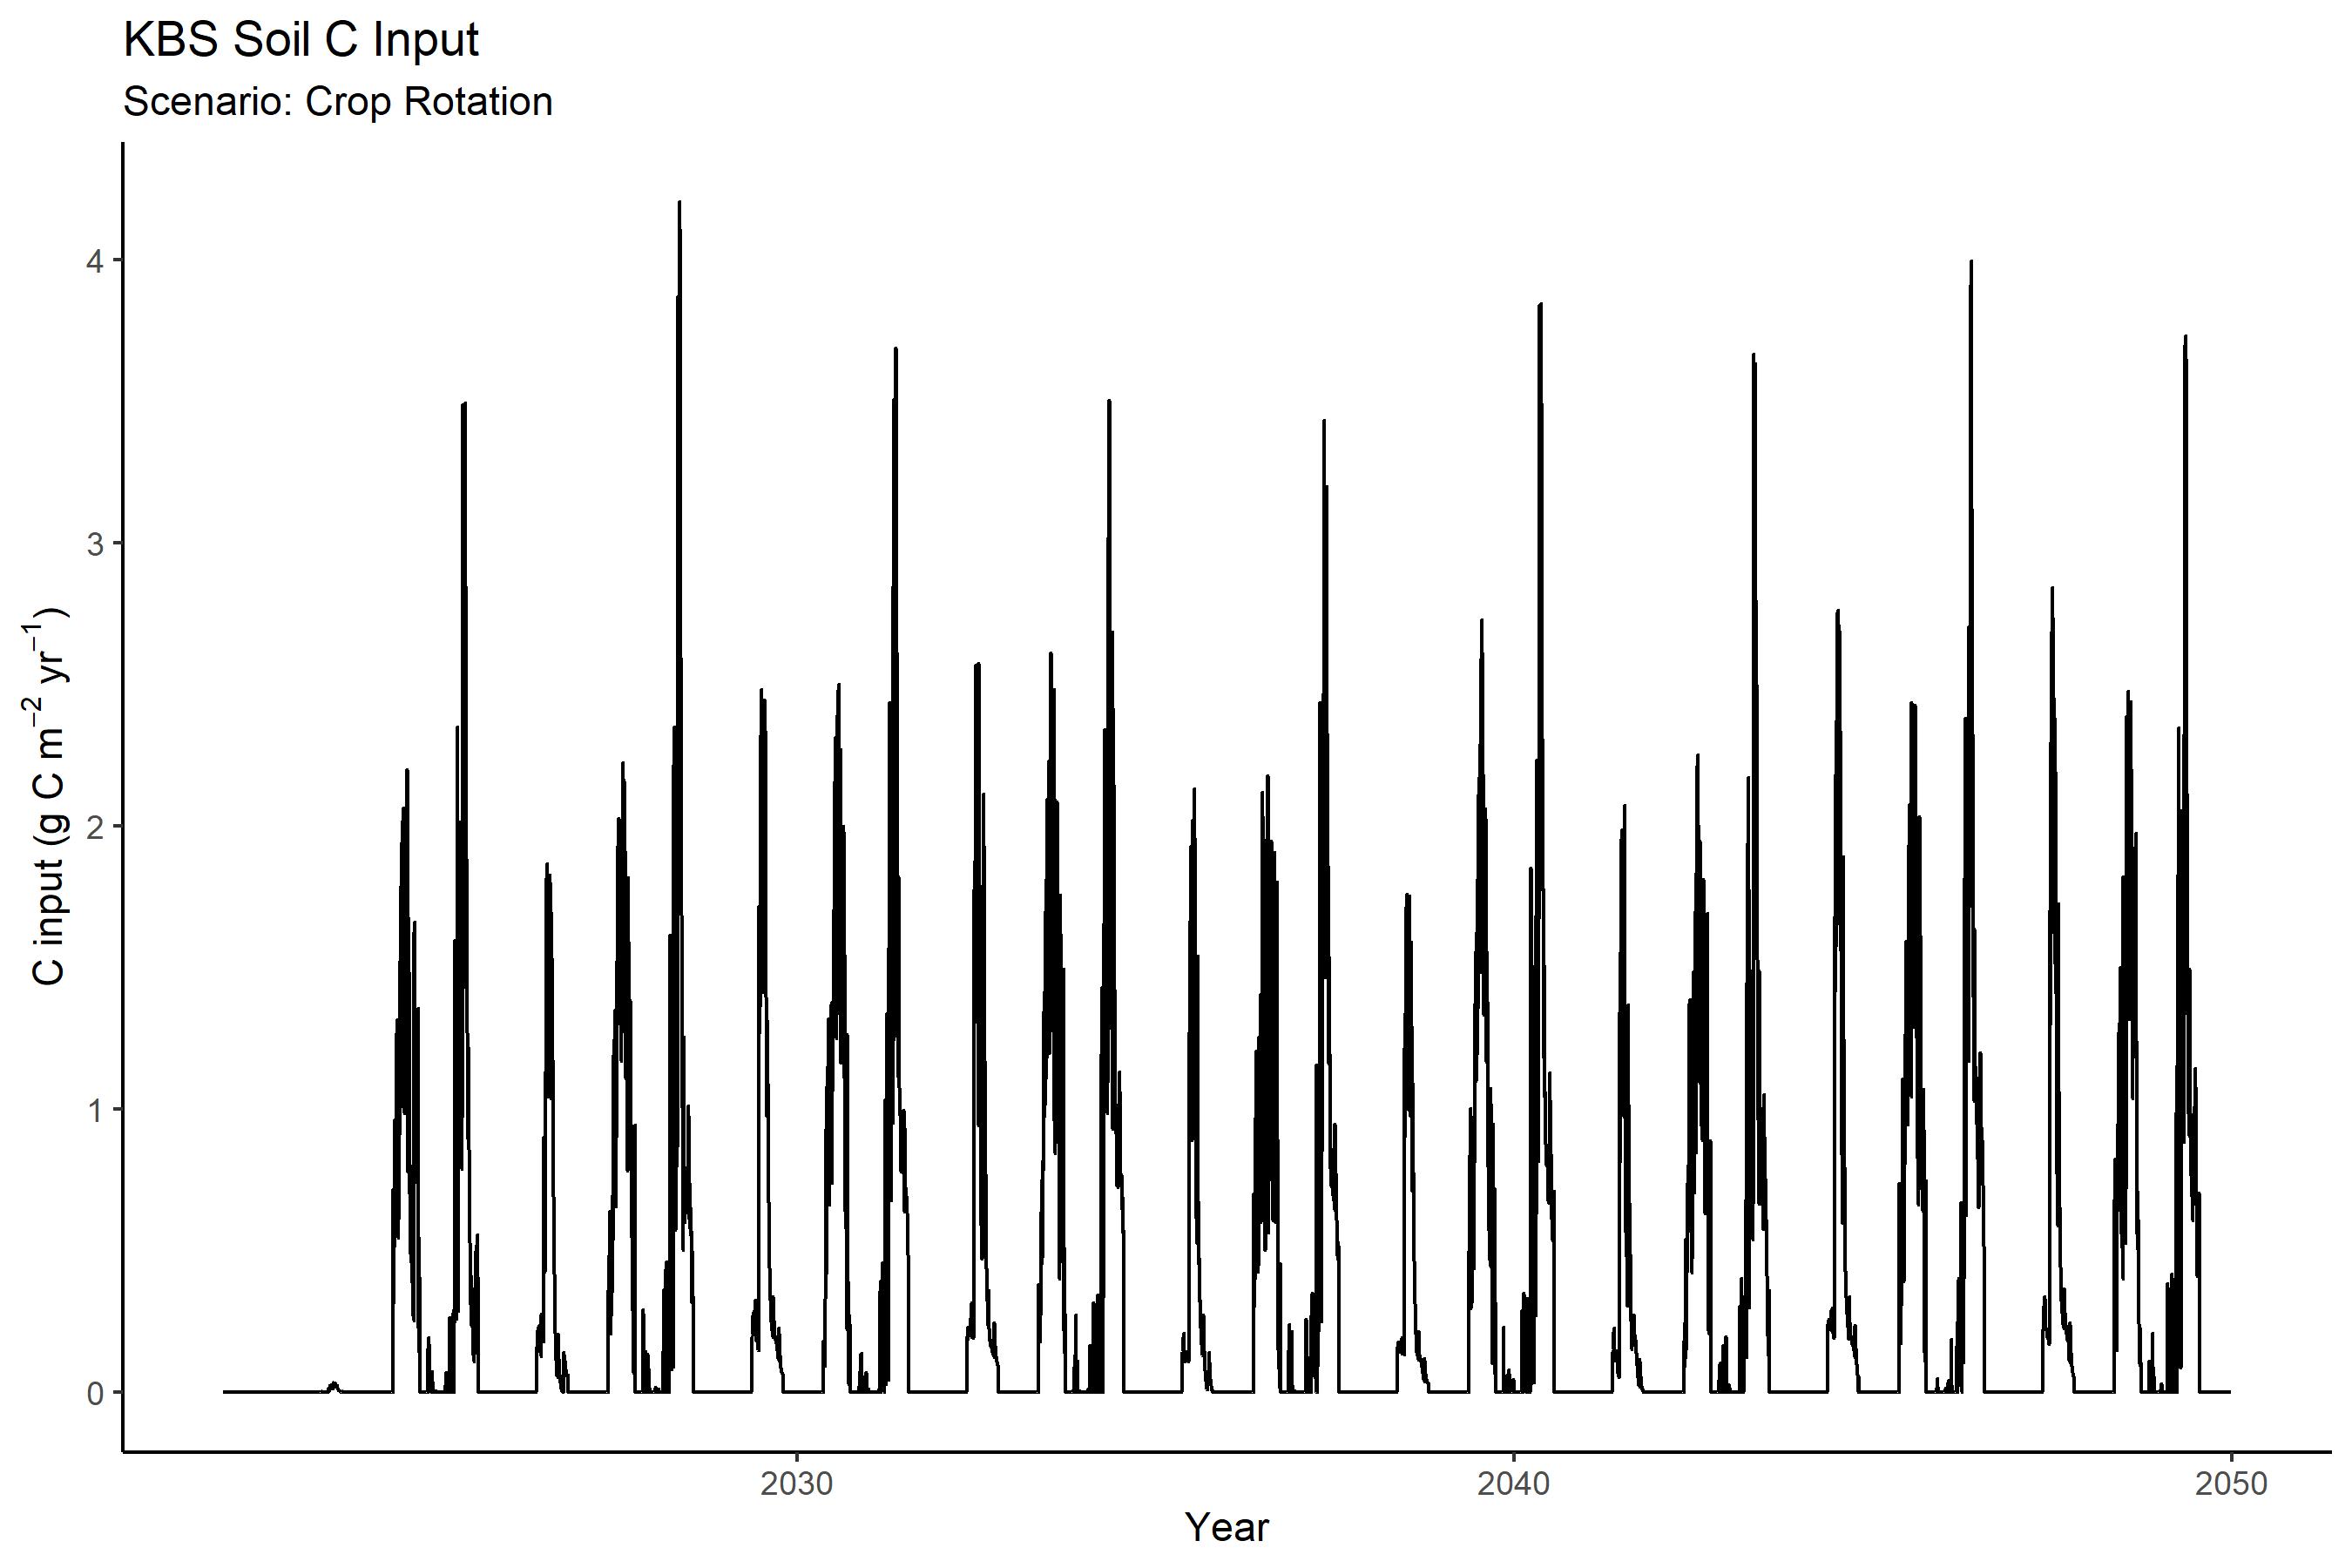 KBS Soil C Input
Scenario: Crop Rotation
C input (g C m⁻² yr⁻¹)
4
3
2
1
0
2030 2040 2050
Year